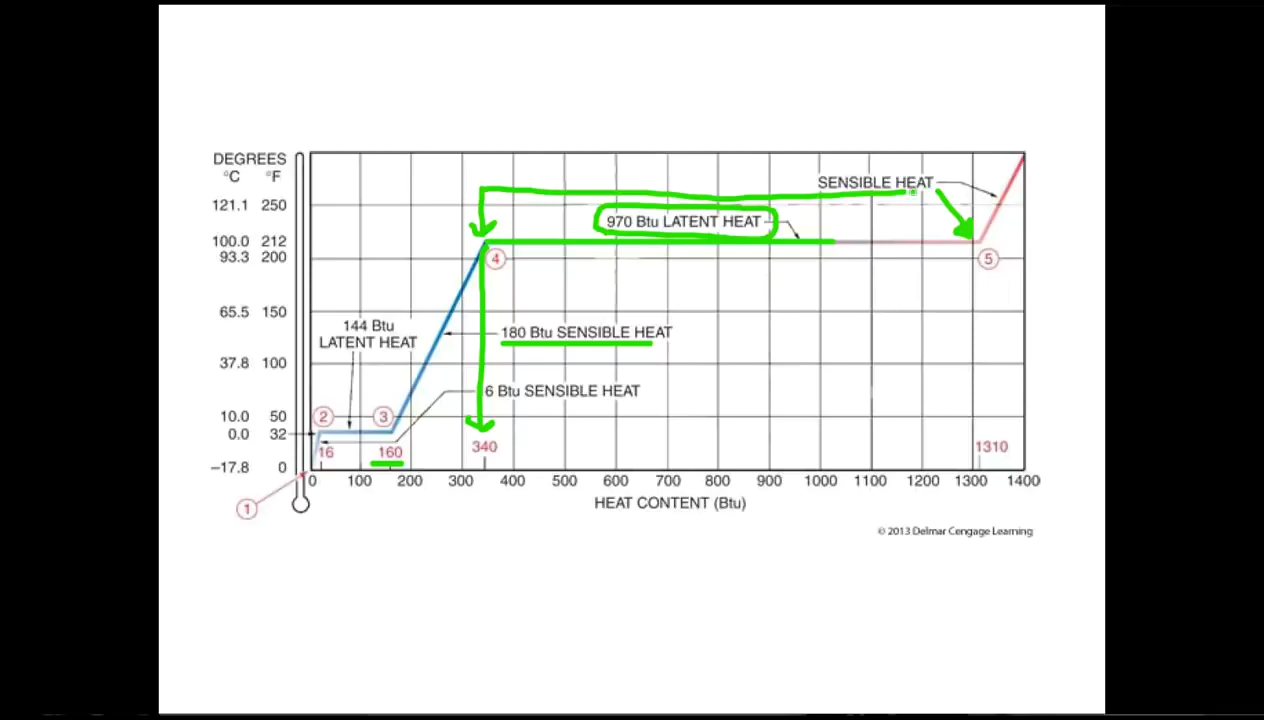 DEGREES
°C °F
SENSIBLE HEAT
121.1 250
970 Btu LATENT HEAT
100.0 212
93.3 200
4
5
65.5 150
144 Btu
LATENT HEAT
180 Btu SENSIBLE HEAT
37.8 100
6 Btu SENSIBLE HEAT
10.0 50
2
3
0.0 32
16 160 340 1310
–17.8 0
0 100 200 300 400 500 600 700 800 900 1000 1100 1200 1300 1400
HEAT CONTENT (Btu)
1
© 2013 Delmar Cengage Learning